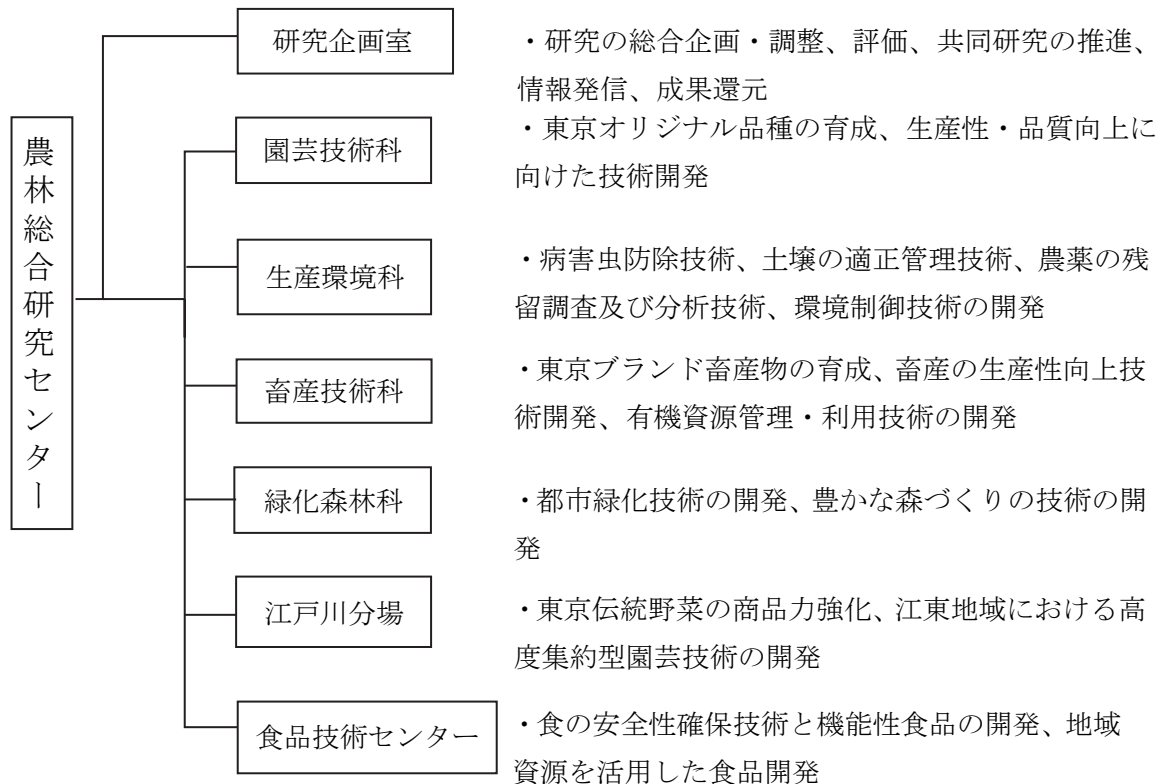 農林総合研究センター
研究企画室
・研究の総合企画・調整、評価、共同研究の推進、
情報発信、成果還元
園芸技術科
・東京オリジナル品種の育成、生産性・品質向上に
向けた技術開発
生産環境科
・病害虫防除技術、土壌の適正管理技術、農薬の残
留調査及び分析技術、環境制御技術の開発
畜産技術科
・東京ブランド畜産物の育成、畜産の生産性向上技
術開発、有機資源管理・利用技術の開発
緑化森林科
・都市緑化技術の開発、豊かな森づくりの技術の開
発
江戸川分場
・東京伝統野菜の商品力強化、江東地域における高
度集約型園芸技術の開発
食品技術センター
・食の安全性確保技術と機能性食品の開発、地域
資源を活用した食品開発